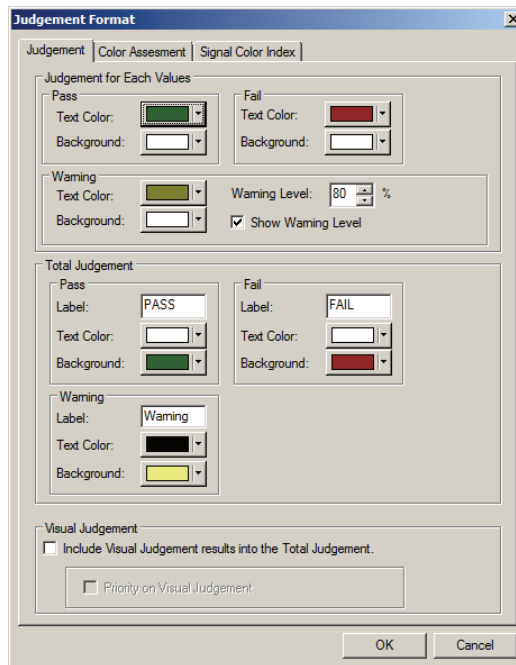 Judgement Format
Judgement Color Assesment Signal Color Index
Judgement for Each Values
Pass Fail
Text Color: Text Color:
Background: Background:
Warning
Text Color: Warning Level: 80 %
Background: Show Warning Level
Total Judgement
Pass Fail
Label: PASS Label: FAIL
Text Color: Text Color:
Background: Background:
Warning
Label: Warning
Text Color:
Background:
Visual Judgement
Include Visual Judgement results into the Total Judgement.
Priority on Visual Judgement
OK Cancel